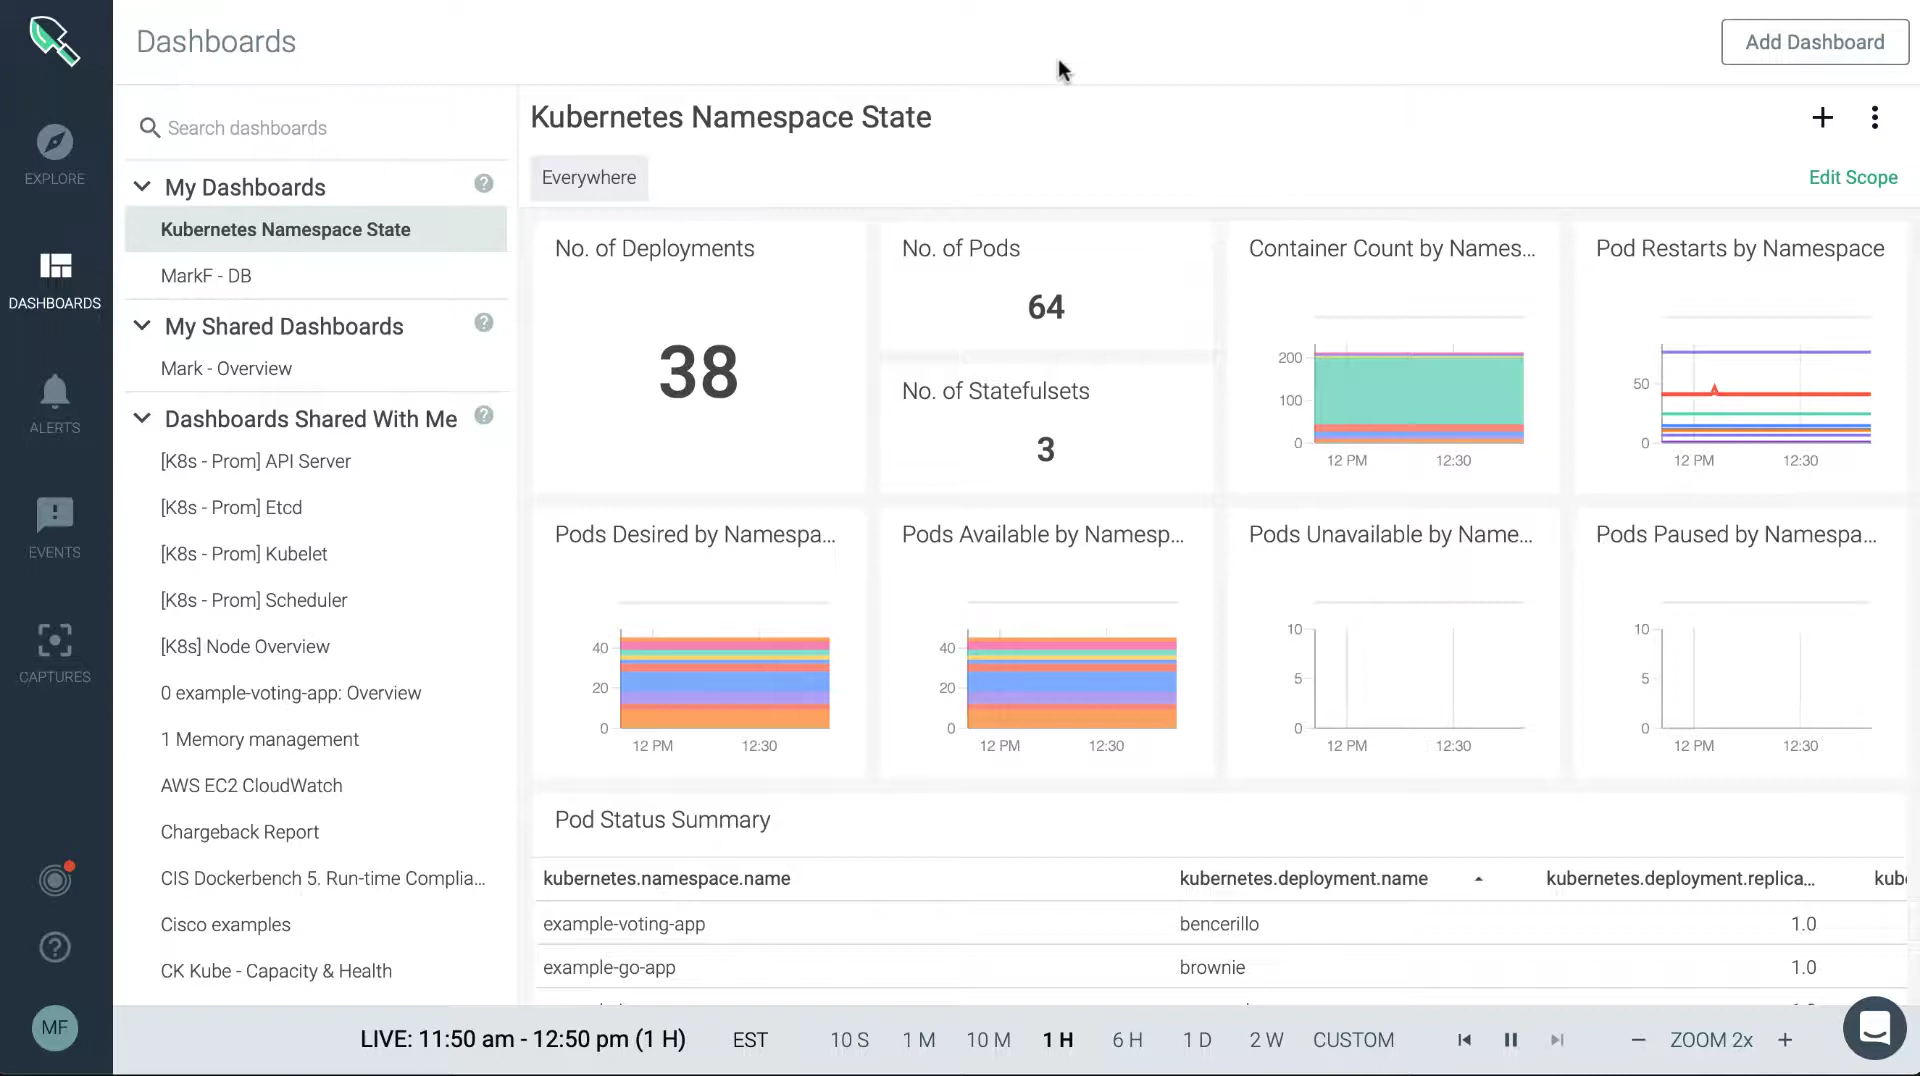 Dashboards
Add Dashboard
EXPLORE
DASHBOARDS
ALERTS
EVENTS
CAPTURES
MF
Search dashboards
My Dashboards
Kubernetes Namespace State
MarkF - DB
My Shared Dashboards
Mark - Overview
Dashboards Shared With Me
[K8s - Prom] API Server
[K8s - Prom] Etcd
[K8s - Prom] Kubelet
[K8s - Prom] Scheduler
[K8s] Node Overview
0 example-voting-app: Overview
1 Memory management
AWS EC2 CloudWatch
Chargeback Report
CIS Dockerbench 5. Run-time Complia...
Cisco examples
CK Kube - Capacity & Health
Kubernetes Namespace State
Everywhere
Edit Scope
No. of Deployments
38
No. of Pods
64
No. of Statefulsets
3
Container Count by Names...
200
100
0
12 PM 12:30
Pod Restarts by Namespace
50
0
12 PM 12:30
Pods Desired by Namespa...
40
20
0
12 PM 12:30
Pods Available by Namesp...
40
20
0
12 PM 12:30
Pods Unavailable by Name...
10
5
0
12 PM 12:30
Pods Paused by Namespa...
10
5
0
12 PM 12:30
Pod Status Summary
kubernetes.namespace.name kubernetes.deployment.name kubernetes.deployment.replica... kub
example-voting-app bencerillo 1.0
example-go-app brownie 1.0
LIVE: 11:50 am - 12:50 pm (1 H) EST 10 S 1 M 10 M 1 H 6 H 1 D 2 W CUSTOM ZOOM 2x